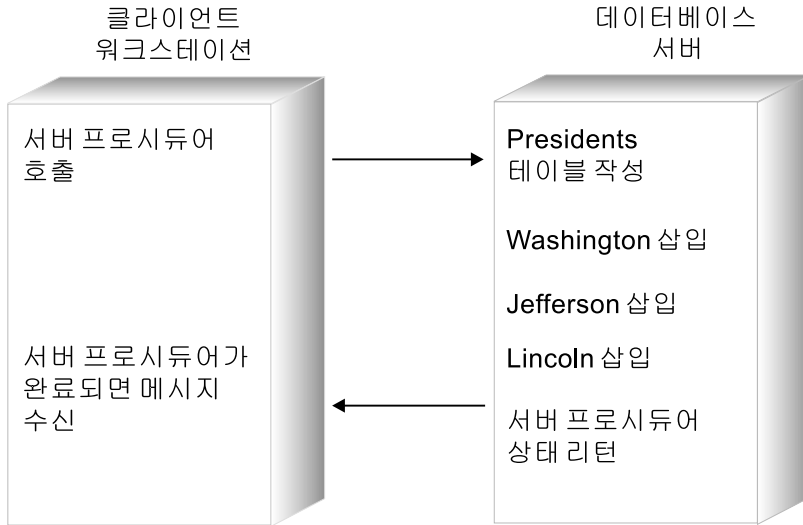 클라이언트
워크스테이션
서버 프로시듀어
호출
서버 프로시듀어가
완료되면 메시지
수신
데이터베이스
서버
Presidents
테이블 작성
Washington 삽입
Jefferson 삽입
Lincoln 삽입
서버 프로시듀어
상태 리턴